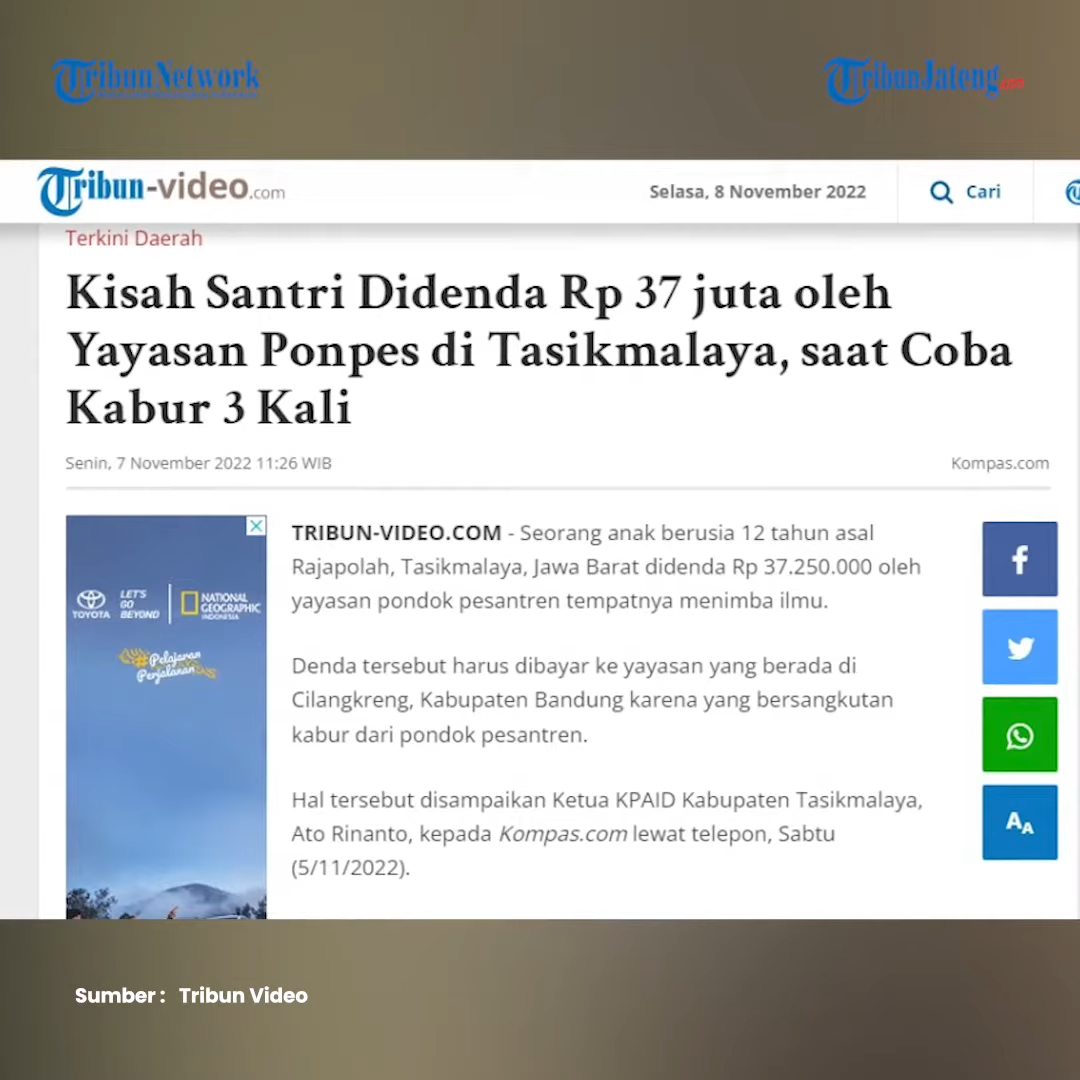 Tribun Network
TribunJateng.com
Tribun-video.com
Selasa, 8 November 2022
Cari
Terkini Daerah
Kisah Santri Didenda Rp 37 juta oleh
Yayasan Ponpes di Tasikmalaya, saat Coba
Kabur 3 Kali
Senin, 7 November 2022 11:26 WIB
Kompas.com
TOYOTA
LET'S
GO
BEYOND
NATIONAL
GEOGRAPHIC
INDONESIA
#Pelajaran
Perjalanan
TRIBUN-VIDEO.COM - Seorang anak berusia 12 tahun asal
Rajapolah, Tasikmalaya, Jawa Barat didenda Rp 37.250.000 oleh
yayasan pondok pesantren tempatnya menimba ilmu.
Denda tersebut harus dibayar ke yayasan yang berada di
Cilangkreng, Kabupaten Bandung karena yang bersangkutan
kabur dari pondok pesantren.
Hal tersebut disampaikan Ketua KPAID Kabupaten Tasikmalaya,
Ato Rinanto, kepada Kompas.com lewat telepon, Sabtu
(5/11/2022).
AA
Sumber : Tribun Video